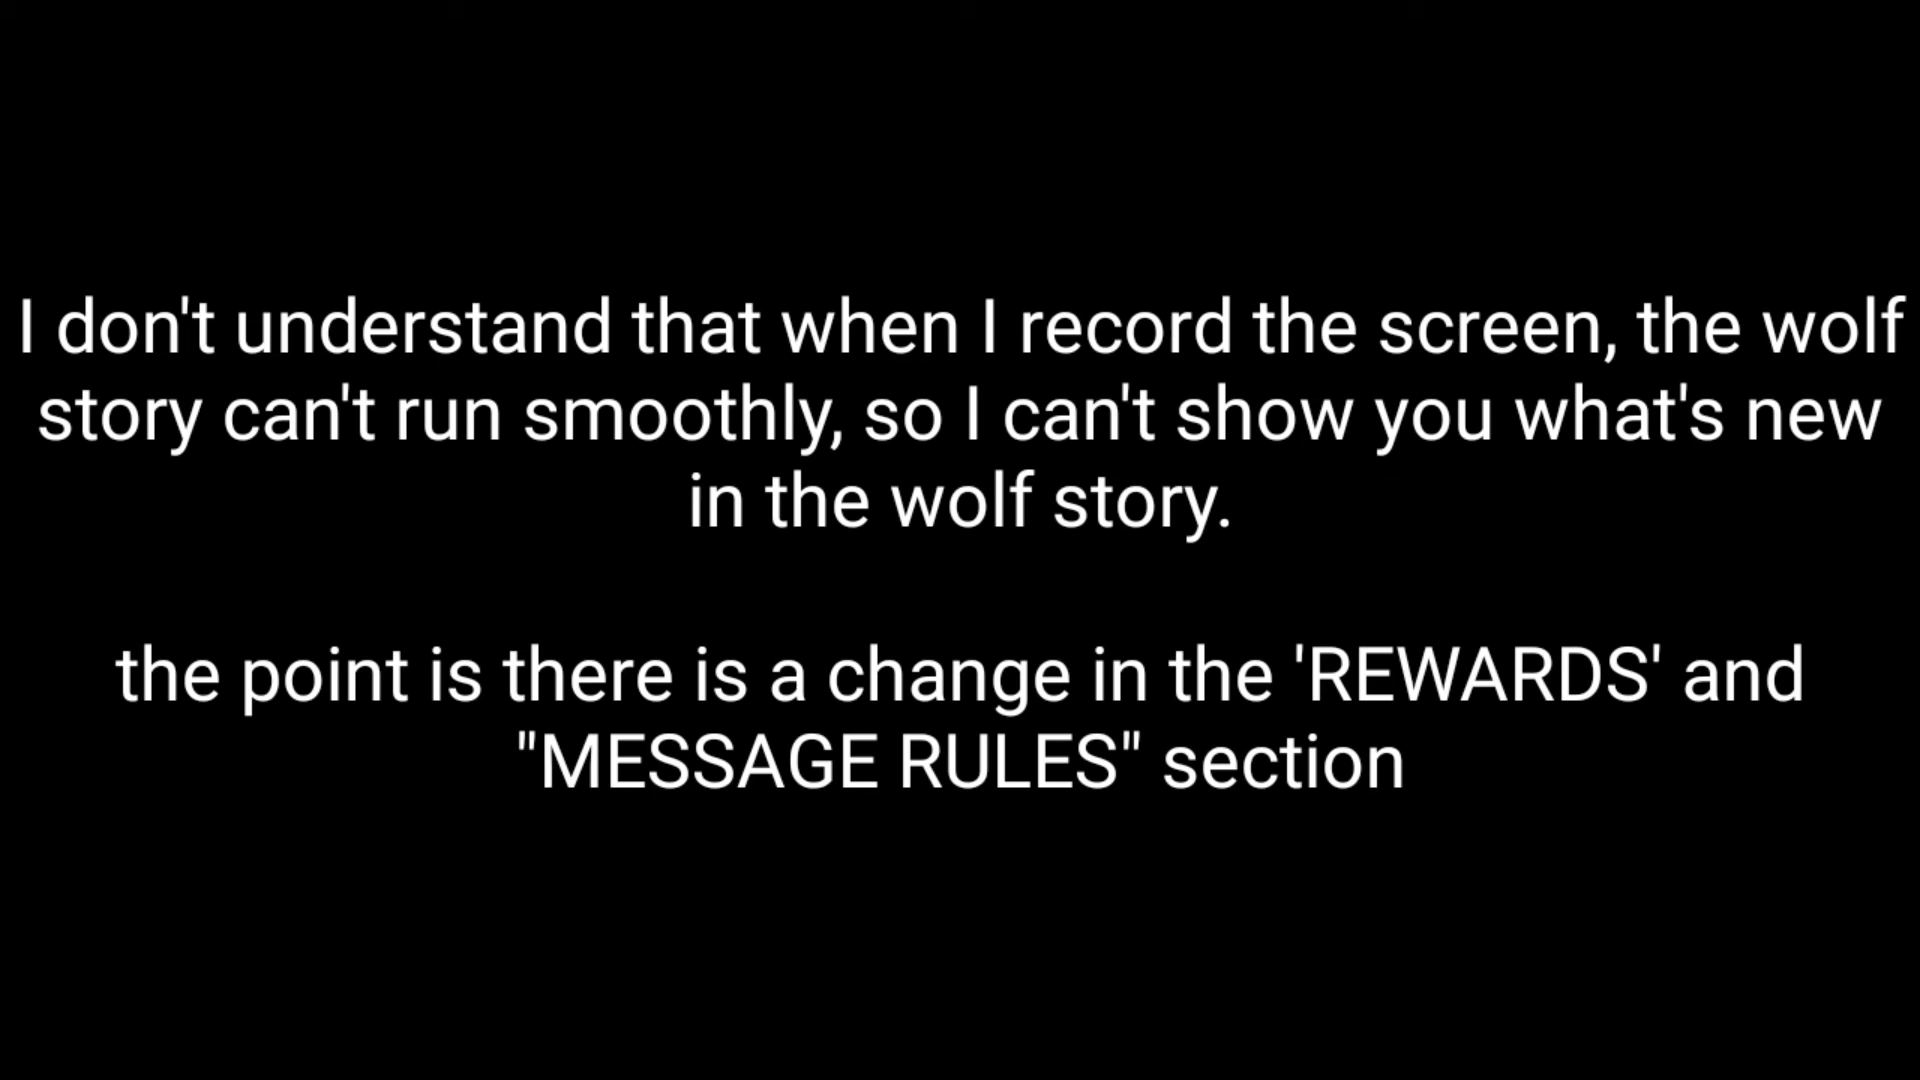 I don't understand that when I record the screen, the wolf
story can't run smoothly, so I can't show you what's new
in the wolf story.
the point is there is a change in the 'REWARDS' and
"MESSAGE RULES" section